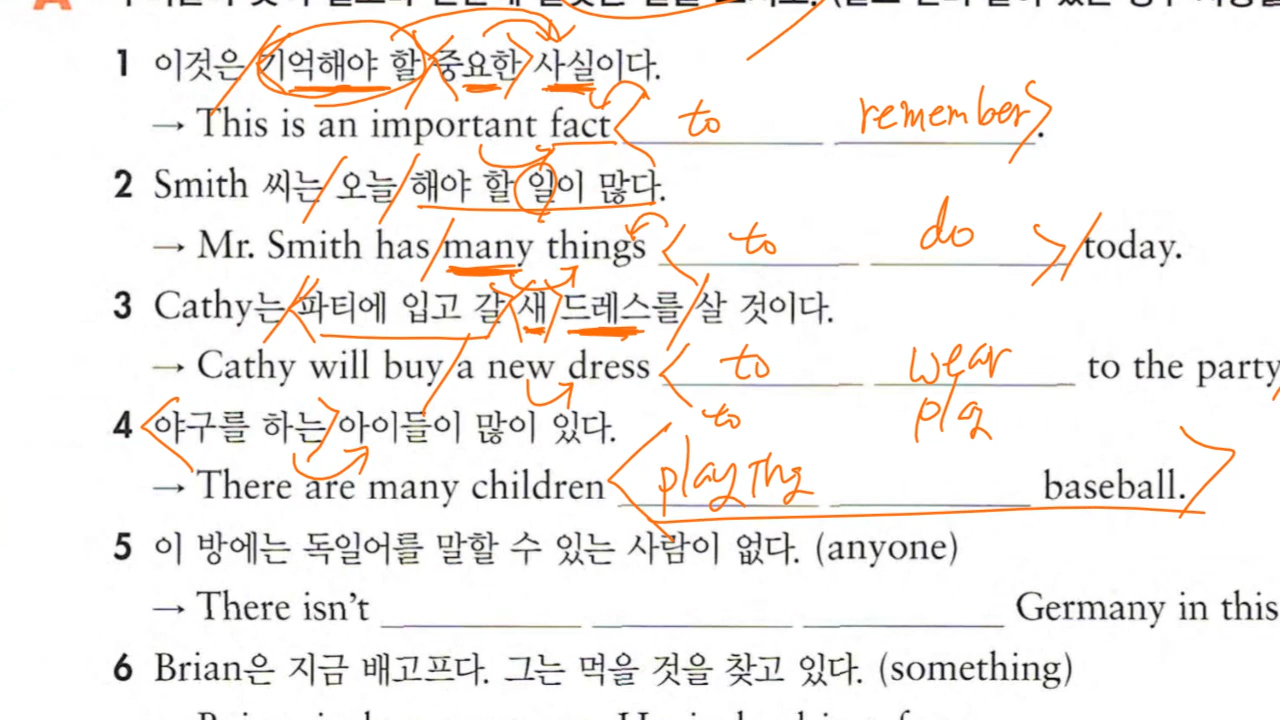 A
1 이것은 기억해야 할 중요한 사실이다.
→ This is an important fact to remember.
2 Smith 씨는 오늘 해야 할 일이 많다.
→ Mr. Smith has many things to do today.
3 Cathy는 파티에 입고 갈 새 드레스를 살 것이다.
→ Cathy will buy a new dress to wear to the party
to play
4 야구를 하는 아이들이 많이 있다.
→ There are many children playing baseball.
5 이 방에는 독일어를 말할 수 있는 사람이 없다. (anyone)
→ There isn't Germany in this
6 Brian은 지금 배고프다. 그는 먹을 것을 찾고 있다. (something)